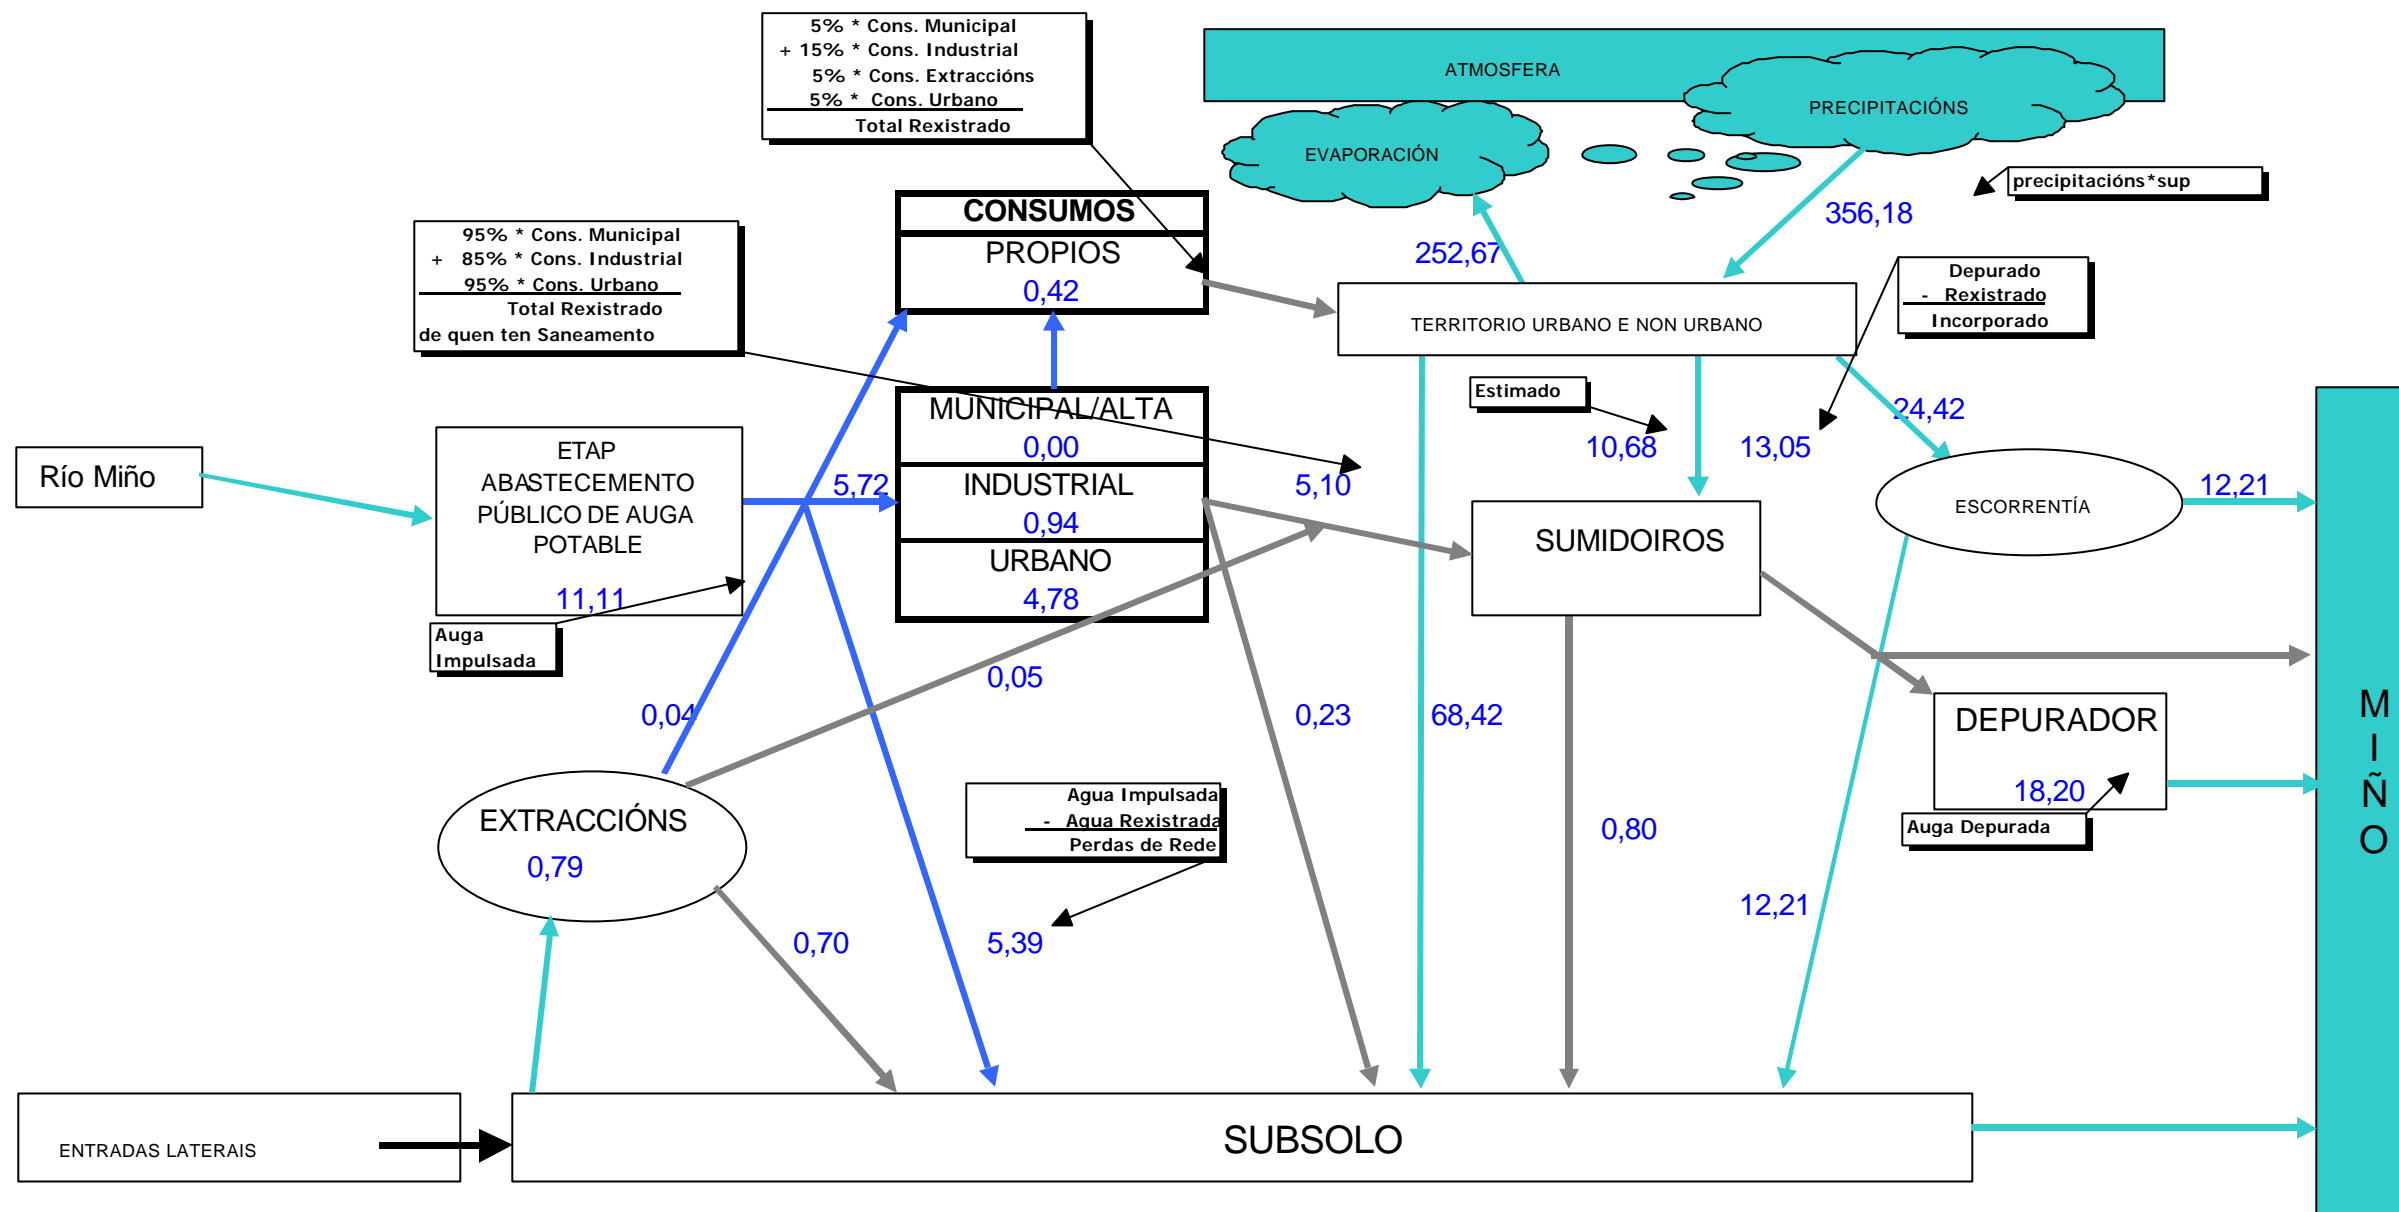 5% * Cons. Municipal
+ 15% * Cons. Industrial
5% * Cons. Extraccións
5% * Cons. Urbano
Total Rexistrado
ATMOSFERA
PRECIPITACIÓNS
EVAPORACIÓN
precipitacións*sup
356,18
252,67
95% * Cons. Municipal
+ 85% * Cons. Industrial
95% * Cons. Urbano
Total Rexistrado
de quen ten Saneamento
CONSUMOS
PROPIOS
0,42
Depurado
- Rexistrado
Incorporado
TERRITORIO URBANO E NON URBANO
Estimado
MUNICIPAL/ALTA
0,00
INDUSTRIAL
0,94
URBANO
4,78
24,42
10,68
13,05
Río Miño
ETAP
ABASTECEMENTO
PÚBLICO DE AUGA
POTABLE
11,11
5,72
5,10
12,21
ESCORRENTÍA
SUMIDOIROS
Auga
Impulsada
0,05
0,04
0,23
68,42
DEPURADOR
18,20
Auga Depurada
M
I
Ñ
O
EXTRACCIÓNS
0,79
Agua Impulsada
- Agua Rexistrada
Perdas de Rede
0,80
12,21
0,70
5,39
ENTRADAS LATERAIS
SUBSOLO